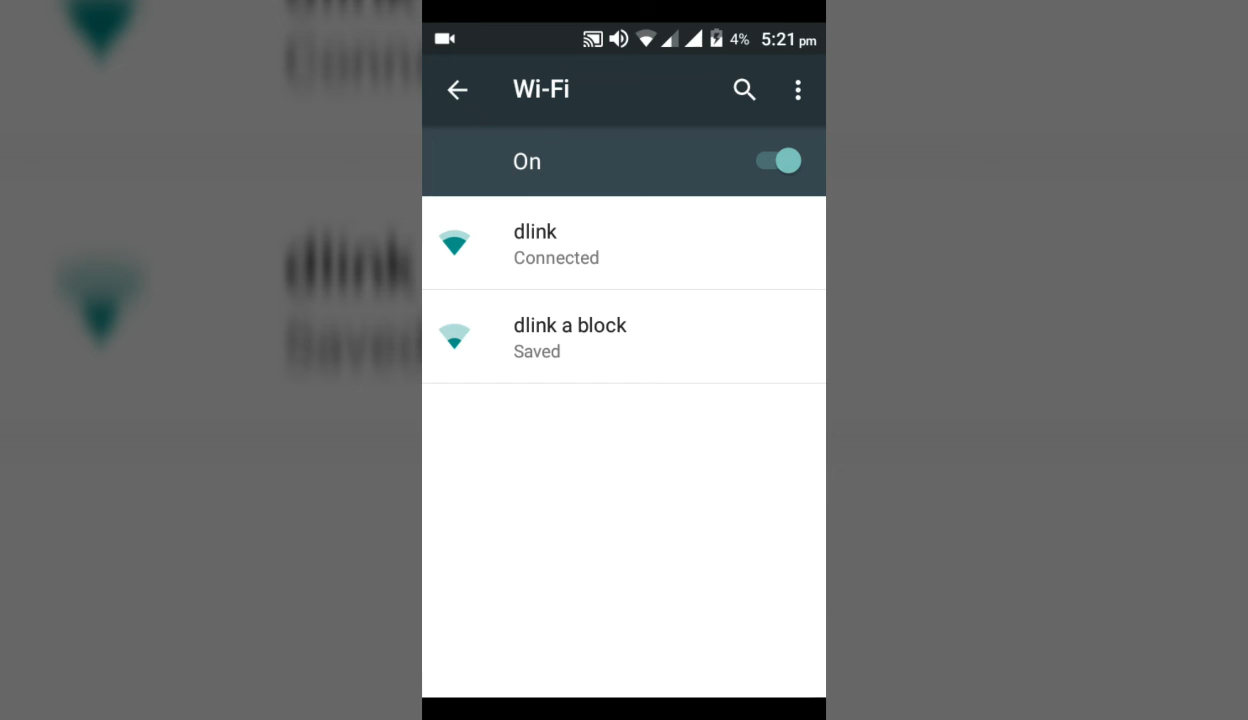 4% 5:21 pm
Wi-Fi
On
dlink
Connected
dlink a block
Saved